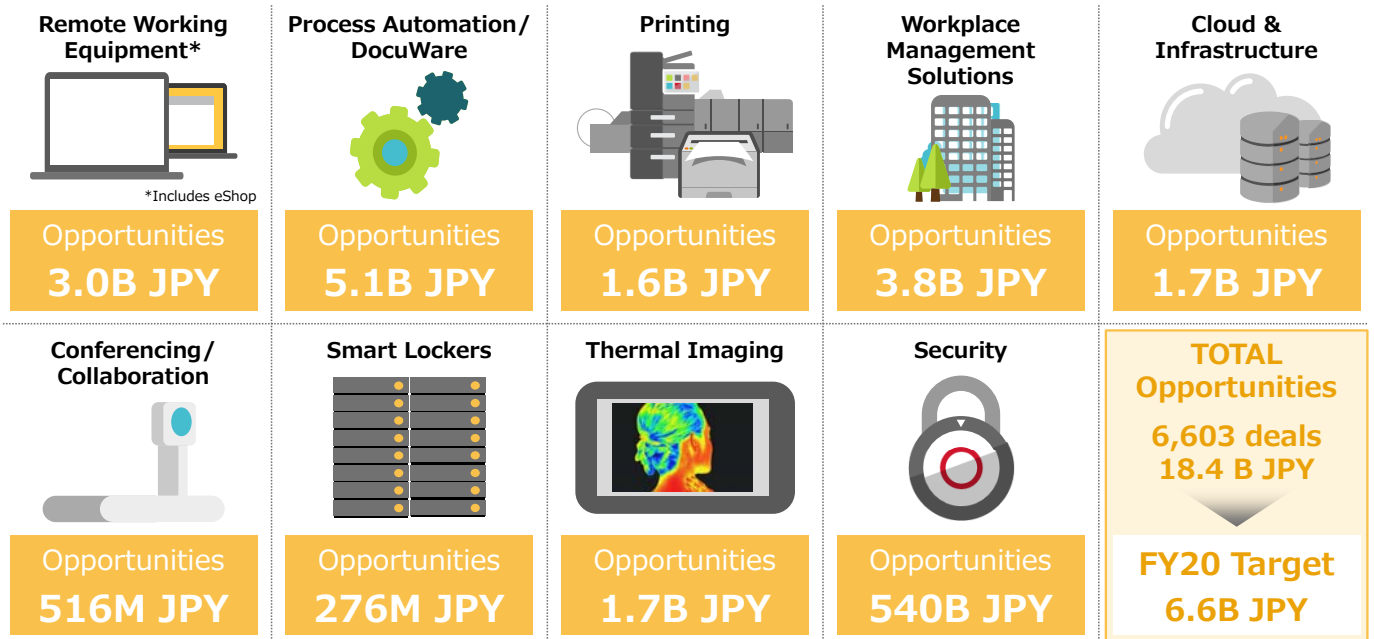 Remote Working
Equipment*
*Includes eShop
Opportunities
3.0B JPY
Process Automation/
DocuWare
Opportunities
5.1B JPY
Printing
Opportunities
1.6B JPY
Workplace
Management
Solutions
Opportunities
3.8B JPY
Cloud &
Infrastructure
Opportunities
1.7B JPY
Conferencing/
Collaboration
Opportunities
516M JPY
Smart Lockers
Opportunities
276M JPY
Thermal Imaging
Opportunities
1.7B JPY
Security
Opportunities
540B JPY
TOTAL
Opportunities
6,603 deals
18.4 B JPY
FY20 Target
6.6B JPY